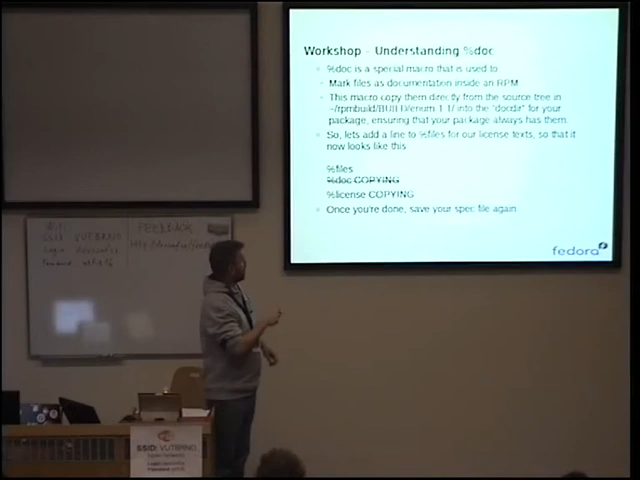 Workshop - Understanding %doc
%doc is a special macro that is used to
Mark files as documentation inside an RPM
This macro copy them directly from the source tree in
~/rpmbuild/BUILD/enum 1 1/ into the "docdir" for your
package, ensuring that your package always has them.
So, lets add a line to %files for our license texts, so that it
now looks like this
%files
%doc COPYING
%license COPYING
Once you're done, save your spec file again
fedora
SSID VUTBRNO
FEEDBACK
SSID: VUTBRNO